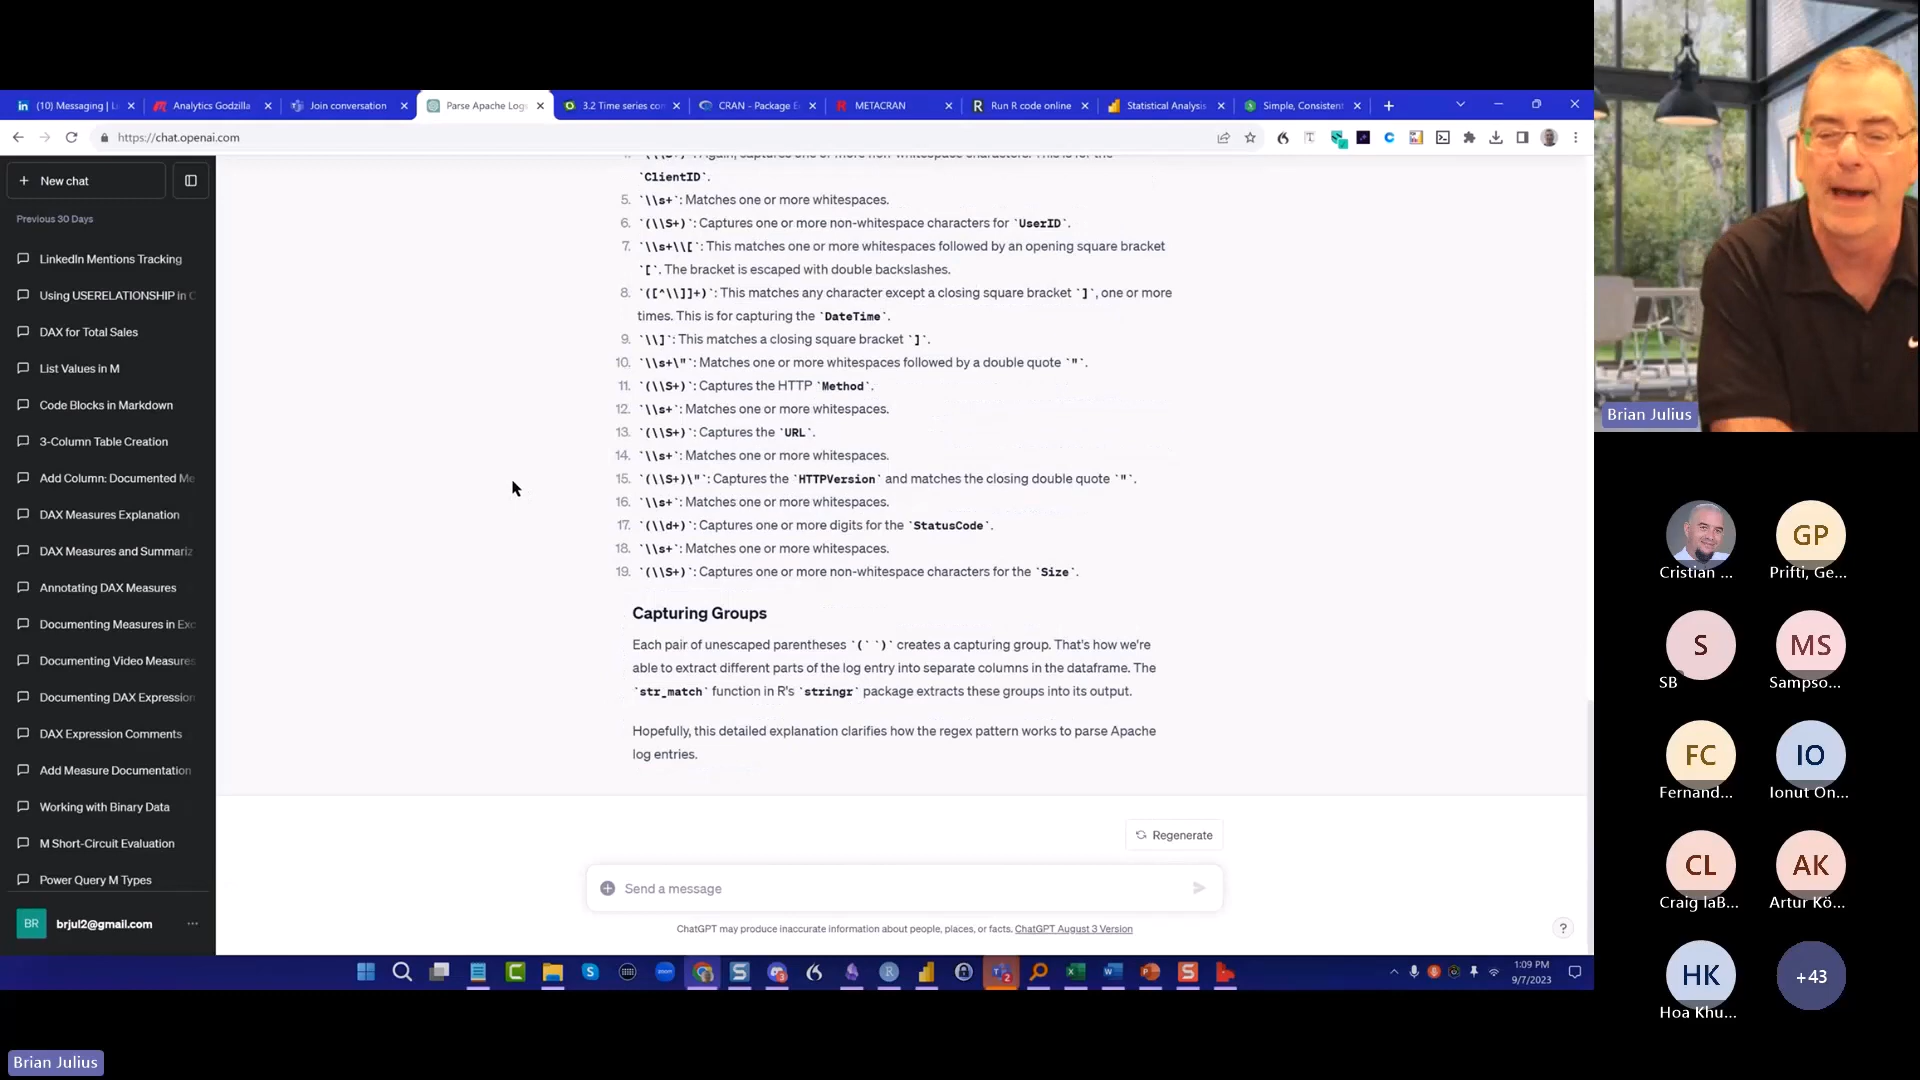 (10) Messaging | L
Analytics Godzilla
Join conversation
Parse Apache Log
3.2 Time series co
CRAN - Package E
METACRAN
Run R code online
Statistical Analysis
Simple, Consistent
https://chat.openai.com
New chat
Previous 30 Days
LinkedIn Mentions Tracking
Using USERELATIONSHIP in C
DAX for Total Sales
List Values in M
Code Blocks in Markdown
3-Column Table Creation
Add Column: Documented Me
DAX Measures Explanation
DAX Measures and Summariz
Annotating DAX Measures
Documenting Measures in Exc
Documenting Video Measures
Documenting DAX Expression
DAX Expression Comments
Add Measure Documentation
Working with Binary Data
M Short-Circuit Evaluation
Power Query M Types
BR
brjul2@gmail.com
`ClientID`.
5. `\\s+`: Matches one or more whitespaces.
6. `(\\S+)`: Captures one or more non-whitespace characters for `UserID`.
7. `\\s+\\[`: This matches one or more whitespaces followed by an opening square bracket
`[`. The bracket is escaped with double backslashes.
8. `([^\\]]+)`: This matches any character except a closing square bracket `]`, one or more
times. This is for capturing the `DateTime`.
9. `\\]`: This matches a closing square bracket `]`.
10. `\\s+\"`: Matches one or more whitespaces followed by a double quote `"`.
11. `(\\S+)`: Captures the HTTP `Method`.
12. `\\s+`: Matches one or more whitespaces.
13. `(\\S+)`: Captures the `URL`.
14. `\\s+`: Matches one or more whitespaces.
15. `(\\S+)\"`: Captures the `HTTPVersion` and matches the closing double quote `"`.
16. `\\s+`: Matches one or more whitespaces.
17. `(\\d+)`: Captures one or more digits for the `StatusCode`.
18. `\\s+`: Matches one or more whitespaces.
19. `(\\S+)`: Captures one or more non-whitespace characters for the `Size`.
Capturing Groups
Each pair of unescaped parentheses `(` `)` creates a capturing group. That's how we're
able to extract different parts of the log entry into separate columns in the dataframe. The
`str_match` function in R's `stringr` package extracts these groups into its output.
Hopefully, this detailed explanation clarifies how the regex pattern works to parse Apache
log entries.
Regenerate
Send a message
ChatGPT may produce inaccurate information about people, places, or facts. ChatGPT August 3 Version
?
1:09 PM
9/7/2023
Brian Julius
Cristian ...
GP
Prifti, Ge...
S
SB
MS
Sampso...
FC
Fernand...
IO
Ionut On...
CL
Craig laB...
AK
Artur Kö...
HK
Hoa Khu...
+43
Brian Julius